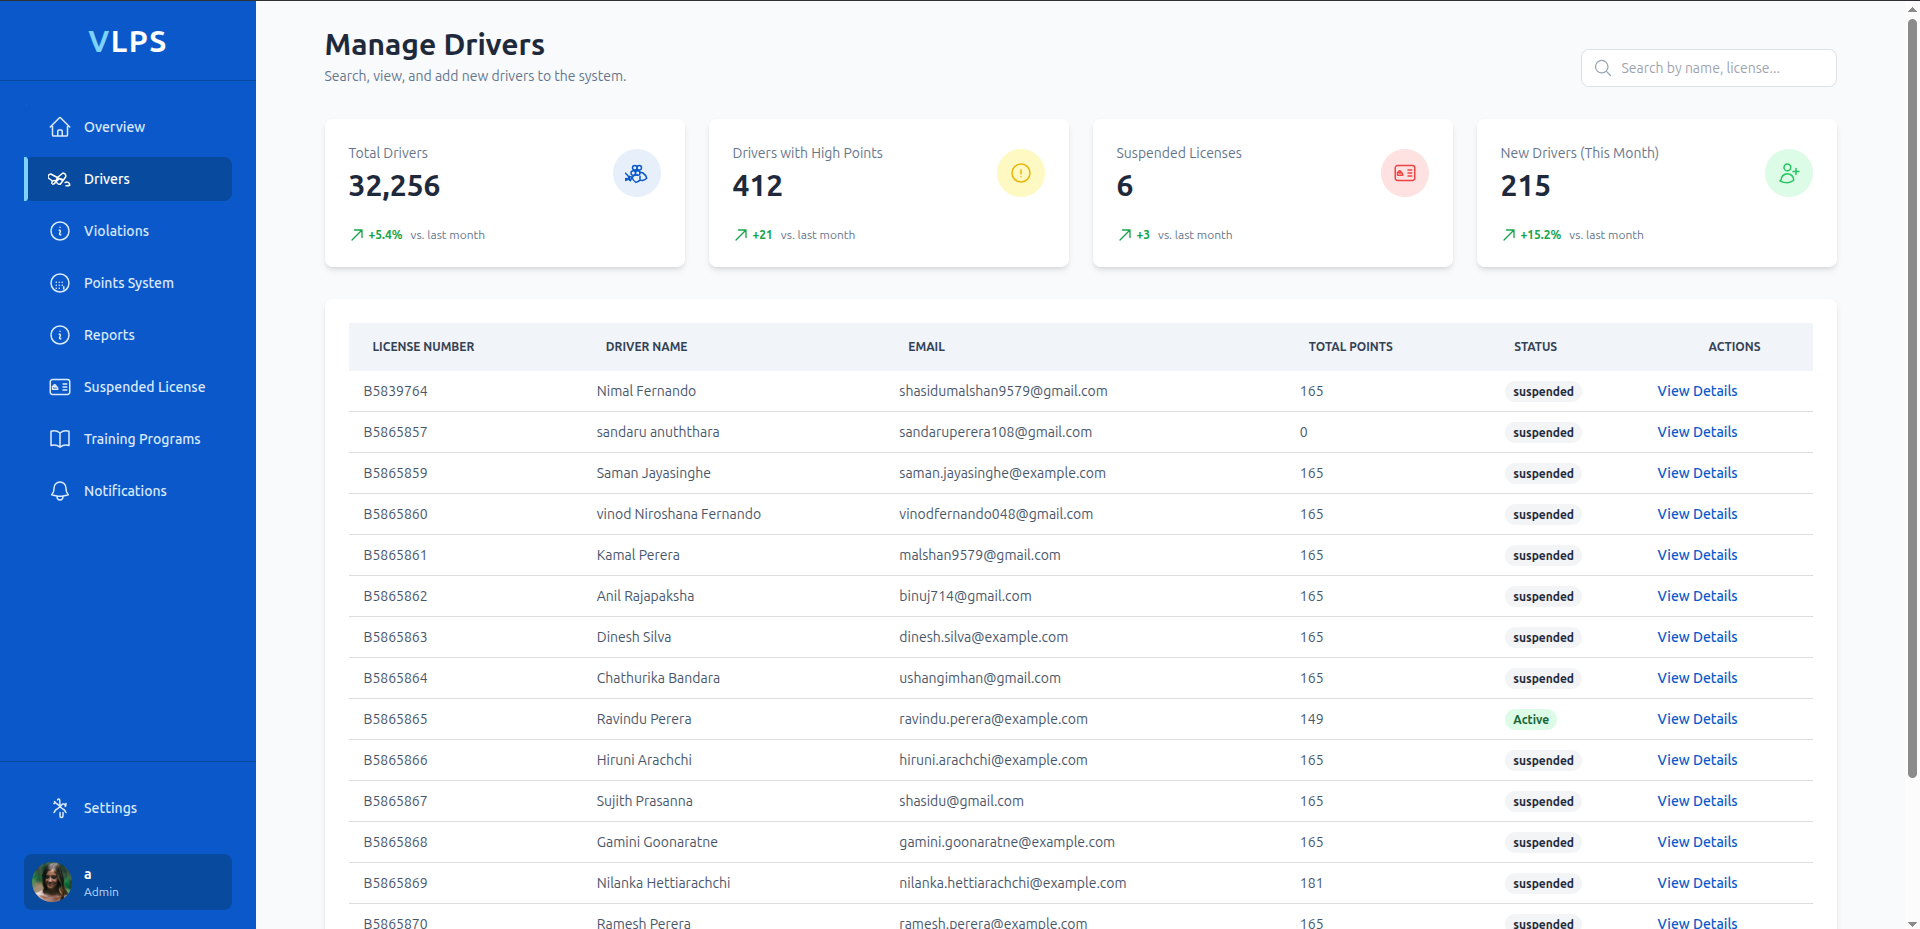 VLPS
Overview
Drivers
Violations
Points System
Reports
Suspended License
Training Programs
Notifications
Settings
a
Admin
Manage Drivers
Search, view, and add new drivers to the system.
Search by name, license...
Total Drivers
32,256
+5.4% vs. last month
Drivers with High Points
412
+21 vs. last month
Suspended Licenses
6
+3 vs. last month
New Drivers (This Month)
215
+15.2% vs. last month
LICENSE NUMBER DRIVER NAME EMAIL TOTAL POINTS STATUS ACTIONS
B5839764 Nimal Fernando shasidumalshan9579@gmail.com 165 suspended View Details
B5865857 sandaru anuththara sandaruperera108@gmail.com 0 suspended View Details
B5865859 Saman Jayasinghe saman.jayasinghe@example.com 165 suspended View Details
B5865860 vinod Niroshana Fernando vinodfernando048@gmail.com 165 suspended View Details
B5865861 Kamal Perera malshan9579@gmail.com 165 suspended View Details
B5865862 Anil Rajapaksha binuj714@gmail.com 165 suspended View Details
B5865863 Dinesh Silva dinesh.silva@example.com 165 suspended View Details
B5865864 Chathurika Bandara ushangimhan@gmail.com 165 suspended View Details
B5865865 Ravindu Perera ravindu.perera@example.com 149 Active View Details
B5865866 Hiruni Arachchi hiruni.arachchi@example.com 165 suspended View Details
B5865867 Sujith Prasanna shasidu@gmail.com 165 suspended View Details
B5865868 Gamini Goonaratne gamini.goonaratne@example.com 165 suspended View Details
B5865869 Nilanka Hettiarachchi nilanka.hettiarachchi@example.com 181 suspended View Details
B5865870 Ramesh Perera ramesh.perera@example.com 165 suspended View Details